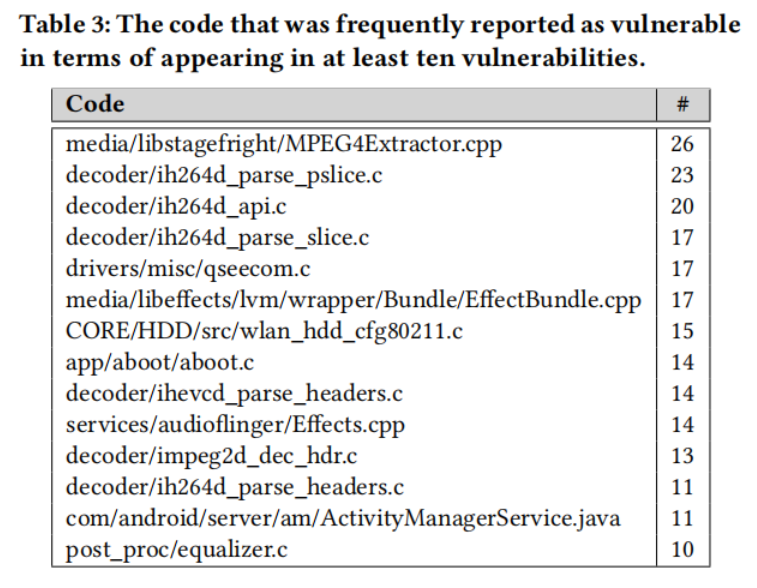 Table 3: The code that was frequently reported as vulnerable
in terms of appearing in at least ten vulnerabilities.
Code #
media/libstagefright/MPEG4Extractor.cpp 26
decoder/ih264d_parse_pslice.c 23
decoder/ih264d_api.c 20
decoder/ih264d_parse_slice.c 17
drivers/misc/qseecom.c 17
media/libeffects/lvm/wrapper/Bundle/EffectBundle.cpp 17
CORE/HDD/src/wlan_hdd_cfg80211.c 15
app/aboot/aboot.c 14
decoder/ihevcd_parse_headers.c 14
services/audioflinger/Effects.cpp 14
decoder/impeg2d_dec_hdr.c 13
decoder/ih264d_parse_headers.c 11
com/android/server/am/ActivityManagerService.java 11
post_proc/equalizer.c 10